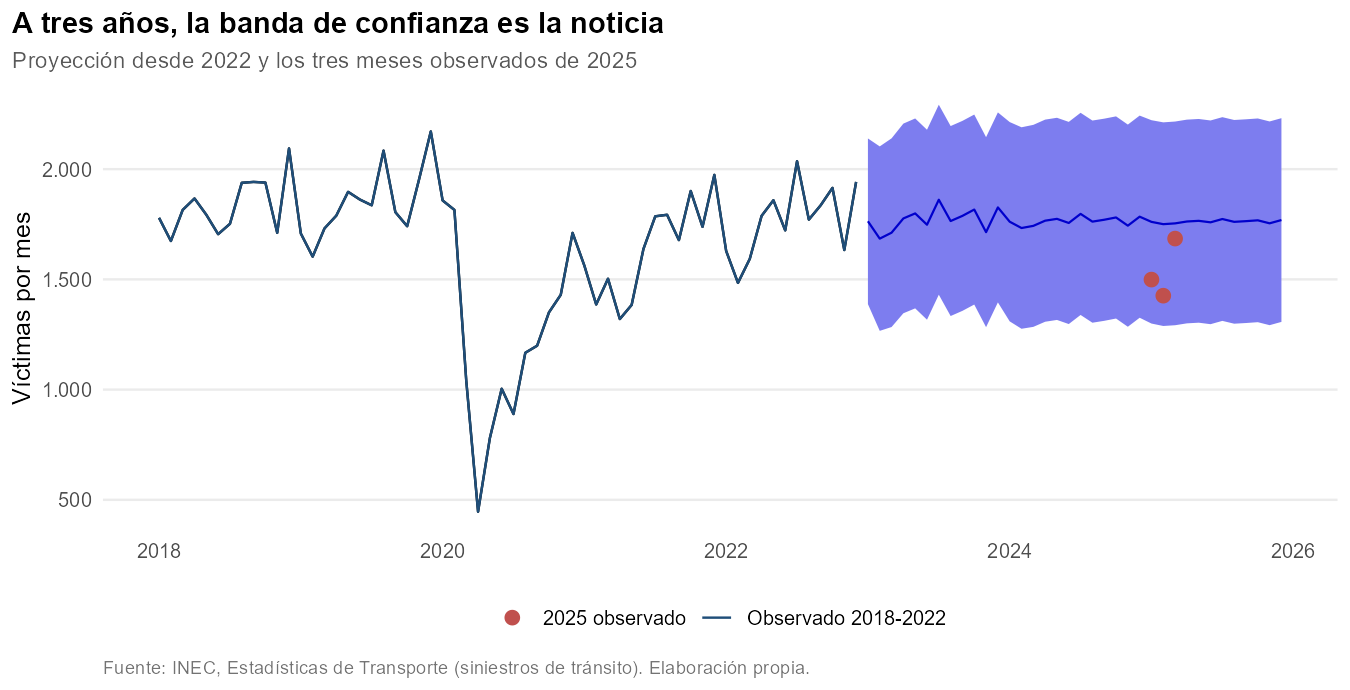 A tres años, la banda de confianza es la noticia
Proyección desde 2022 y los tres meses observados de 2025
Víctimas por mes
2.000
1.500
1.000
500
2018
2020
2022
2024
2026
2025 observado
Observado 2018-2022
Fuente: INEC, Estadísticas de Transporte (siniestros de tránsito). Elaboración propia.